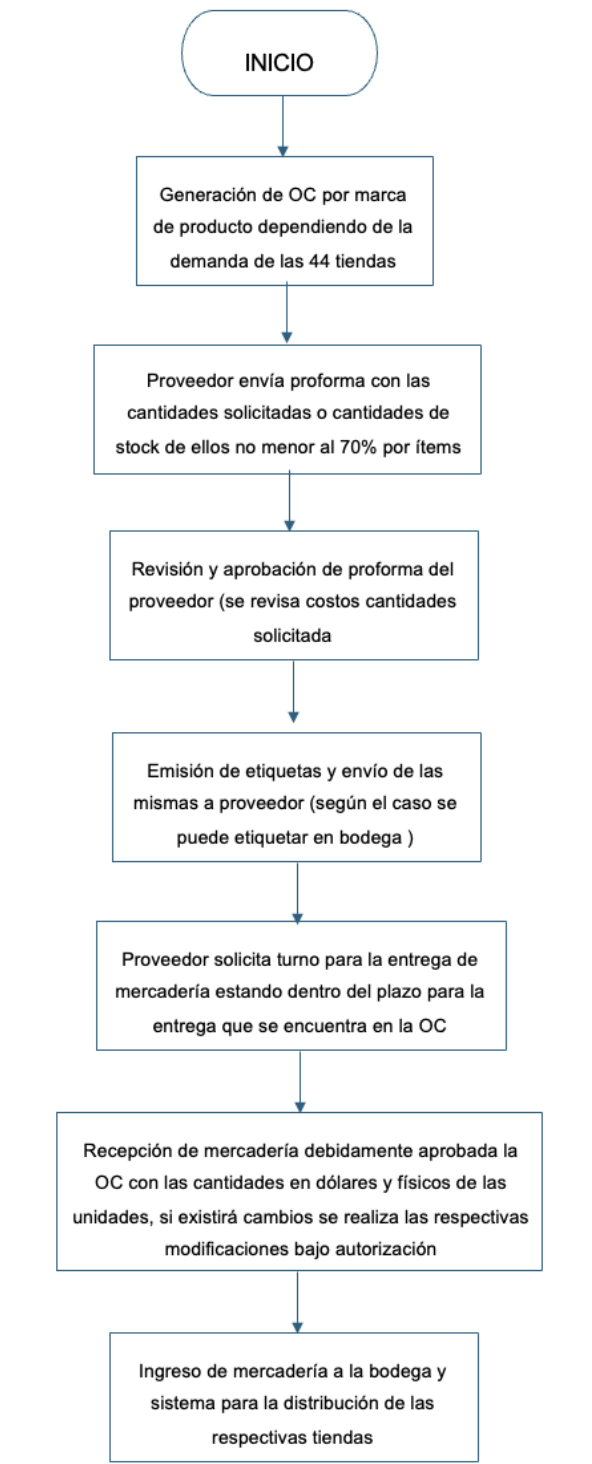 INICIO
Generación de OC por marca
de producto dependiendo de la
demanda de las 44 tiendas
Proveedor envía proforma con las
cantidades solicitadas o cantidades de
stock de ellos no menor al 70% por ítems
Revisión y aprobación de proforma del
proveedor (se revisa costos cantidades
solicitada
Emisión de etiquetas y envío de las
mismas a proveedor (según el caso se
puede etiquetar en bodega )
Proveedor solicita turno para la entrega de
mercadería estando dentro del plazo para la
entrega que se encuentra en la OC
Recepción de mercadería debidamente aprobada la
OC con las cantidades en dólares y físicos de las
unidades, si existirá cambios se realiza las respectivas
modificaciones bajo autorización
Ingreso de mercadería a la bodega y
sistema para la distribución de las
respectivas tiendas